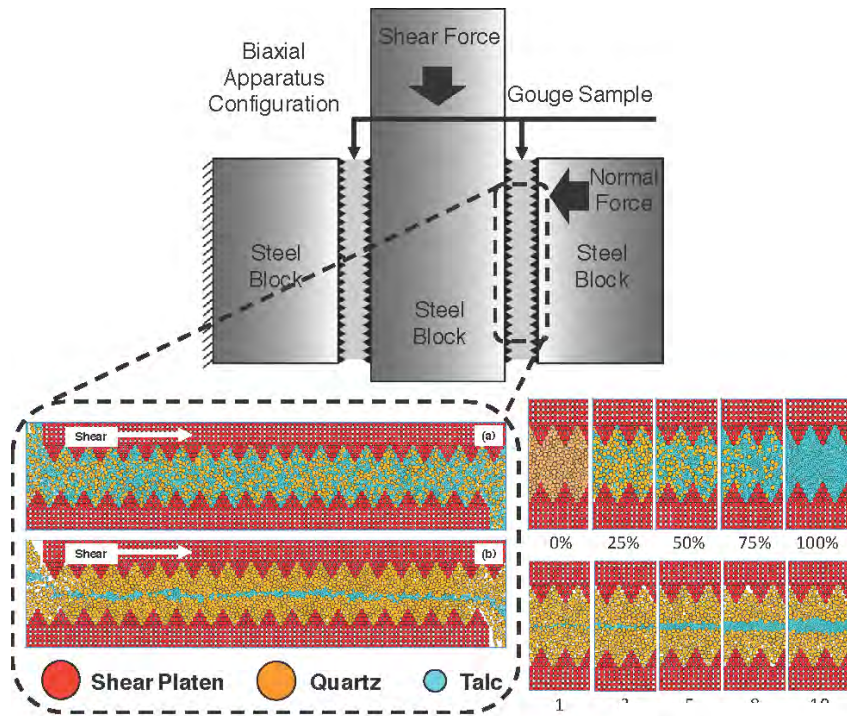 Shear Force
Biaxial
Apparatus
Configuration
Gouge Sample
Normal
Force
Steel
Block
Steel
Block
Steel
Block
Shear
(a)
Shear
(b)
Shear Platen
Quartz
Talc
0% 25% 50% 75% 100%
1